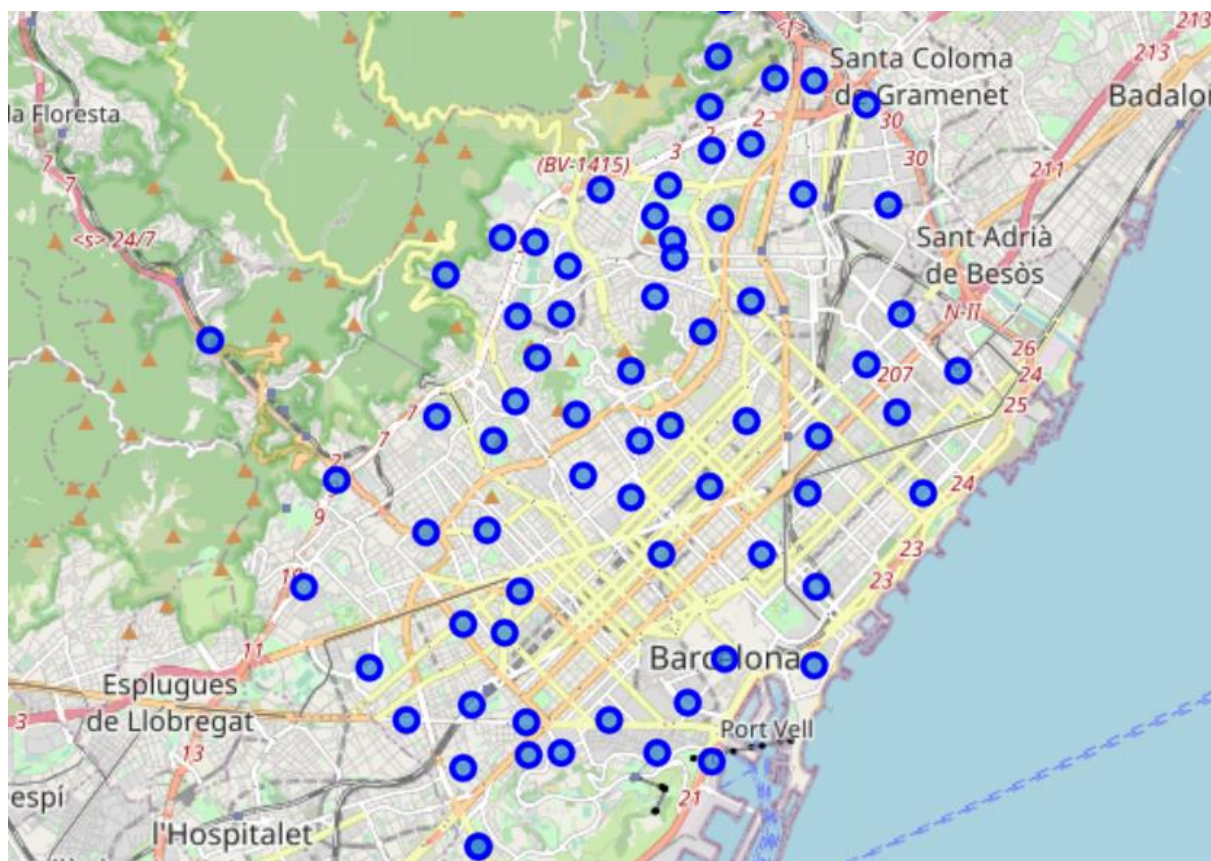 213
213
Santa Coloma
de Gramenet
Badalon
la Floresta
2
2
30
3
30
(BV-1415)
211
7
7
<s> 24/7
Sant Adrià
de Besòs
N-II
26
24
207
25
7
7
2
24
9
23
10
23
11
Barcelona
Esplugues
de Llobregat
3
Port Vell
13
espí
21
l'Hospitalet